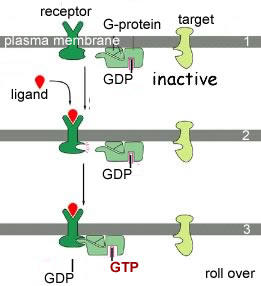 receptor
G-protein
target
plasma membrane
1
GDP
inactive
ligand
2
GDP
3
GTP
GDP
roll over